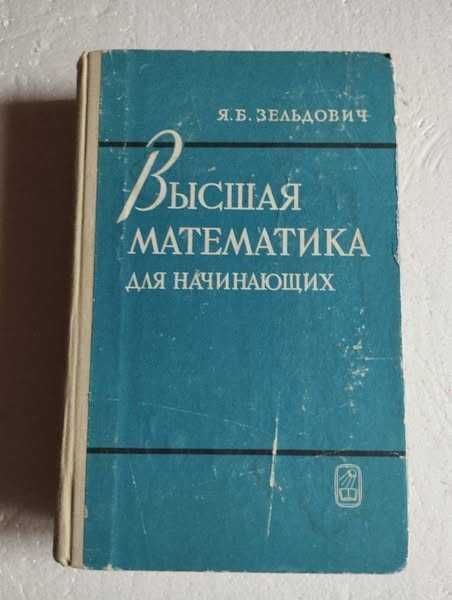 Я.Б. ЗЕЛЬДОВИЧ
ВЫСШАЯ
МАТЕМАТИКА
ДЛЯ НАЧИНАЮЩИХ